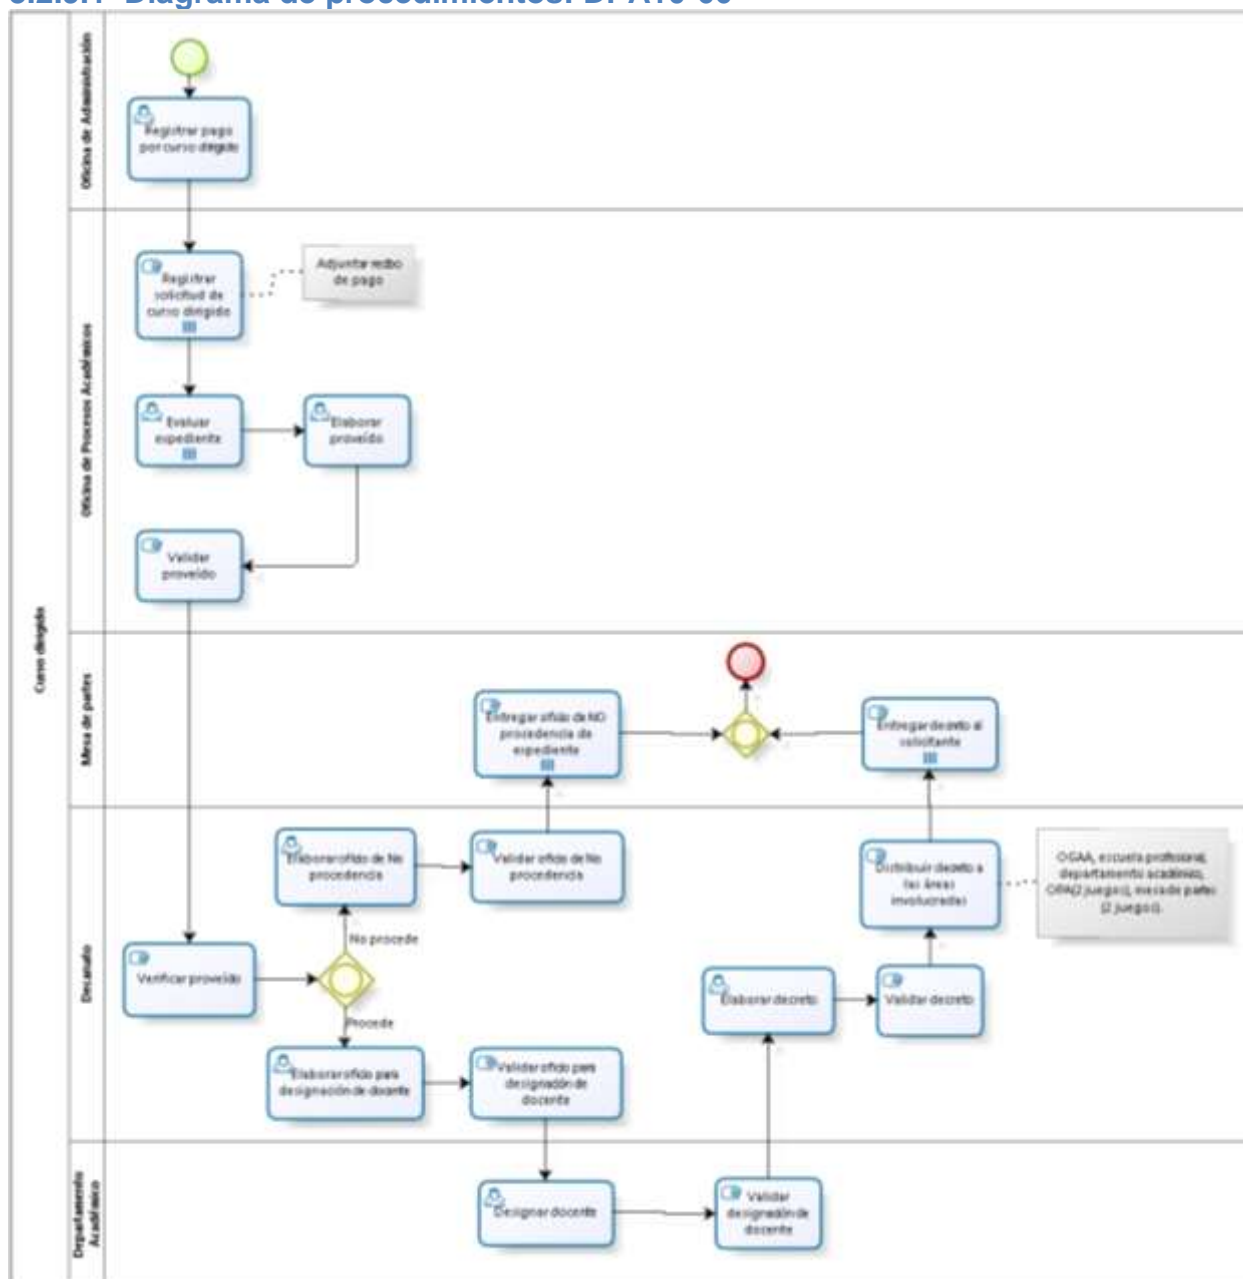 Diagrama de procedimientos:
Curso dirigido
Oficina de Administración
Registrar pago
por curso dirigido
Oficina de Procesos Académicos
Registrar
solicitud de
curso dirigido
Adjuntar recibo
de pago
Evaluar
expediente
Elaborar
proveído
Validar
proveído
Mesa de partes
Entregar oficio de NO
procedencia de
expediente
Entregar decreto al
solicitante
Decanato
Elaborar oficio de No
procedencia
Validar oficio de No
procedencia
Distribuir decreto a
las áreas
involucradas
OGAA, escuela profesional,
departamento académico,
OPA(2 juegos), mesa de partes
(2 juegos).
No procede
Verificar proveído
Procede
Elaborar decreto
Validar decreto
Elaborar oficio para
designación de docente
Validar oficio para
designación de
docente
Departamento
Académico
Designar docente
Validar
designación de
docente